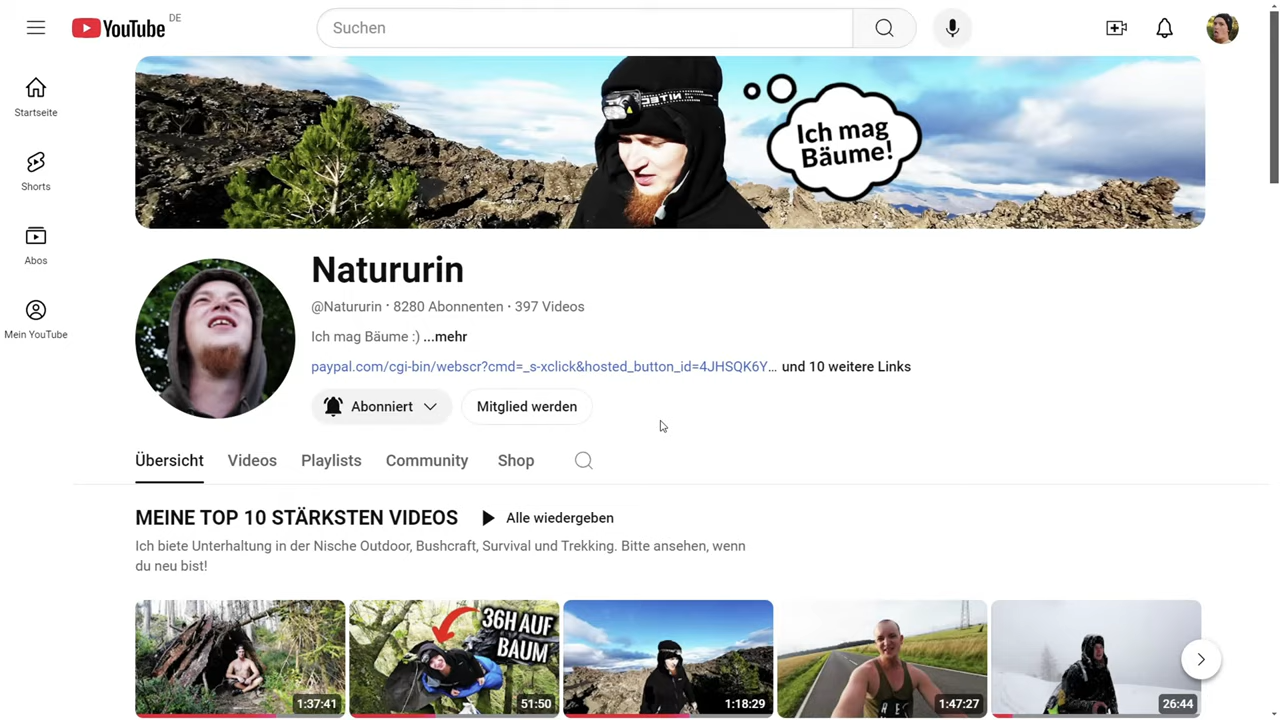 YouTube DE
Suchen
Startseite
Shorts
Abos
Mein YouTube
NITEC
Ich mag
Bäume!
Natururin
@Natururin · 8280 Abonnenten · 397 Videos
Ich mag Bäume :) ...mehr
paypal.com/cgi-bin/webscr?cmd=_s-xclick&hosted_button_id=4JHSQK6Y... und 10 weitere Links
Abonniert
Mitglied werden
Übersicht Videos Playlists Community Shop
MEINE TOP 10 STÄRKSTEN VIDEOS Alle wiedergeben
Ich biete Unterhaltung in der Nische Outdoor, Bushcraft, Survival und Trekking. Bitte ansehen, wenn
du neu bist!
36H AUF
BAUM
1:37:41 51:50 1:18:29 1:47:27 26:44